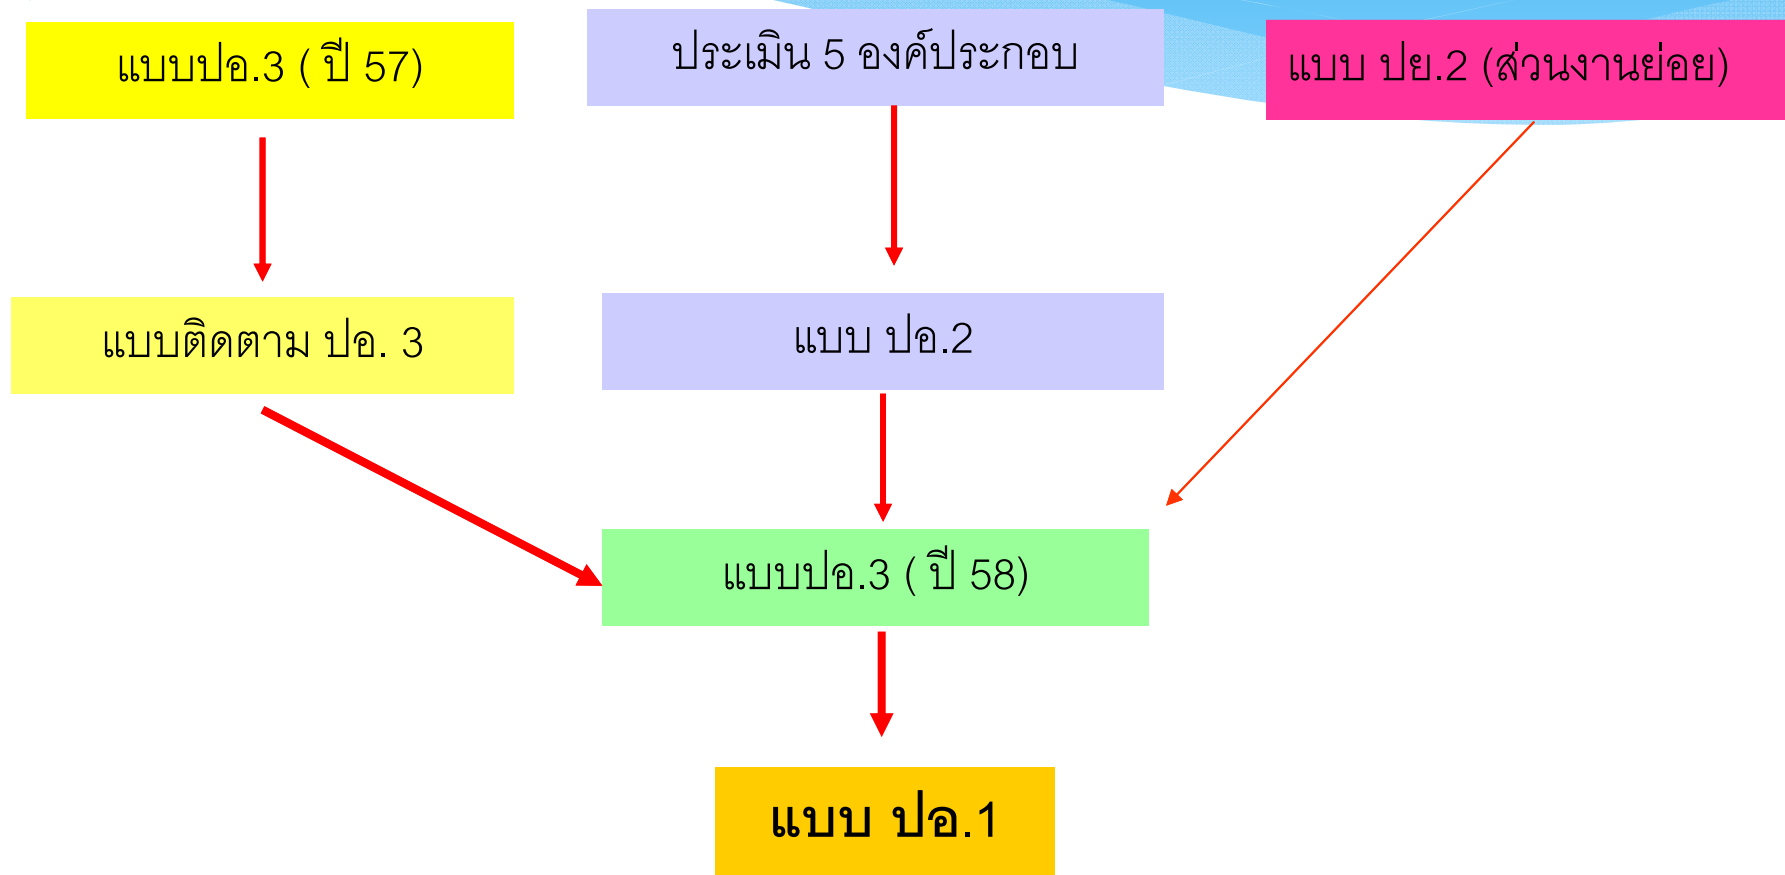 แบบปอ.3 ( ปี 57)
ประเมิน 5 องค์ประกอบ
แบบ ปย.2 (ส่วนงานย่อย)
แบบติดตาม ปอ. 3
แบบ ปอ.2
แบบปอ.3 ( ปี 58)
แบบ ปอ.1